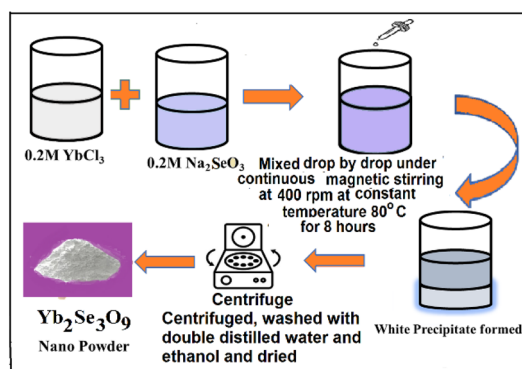 0.2M YbCl₃
0.2M Na₂SeO₃
Mixed drop by drop under
continuous magnetic stirring
at 400 rpm at constant
temperature 80°C
for 8 hours
White Precipitate formed
Centrifuge
Centrifuged, washed with
double distilled water and
ethanol and dried
Yb₂Se₃O₉
Nano Powder